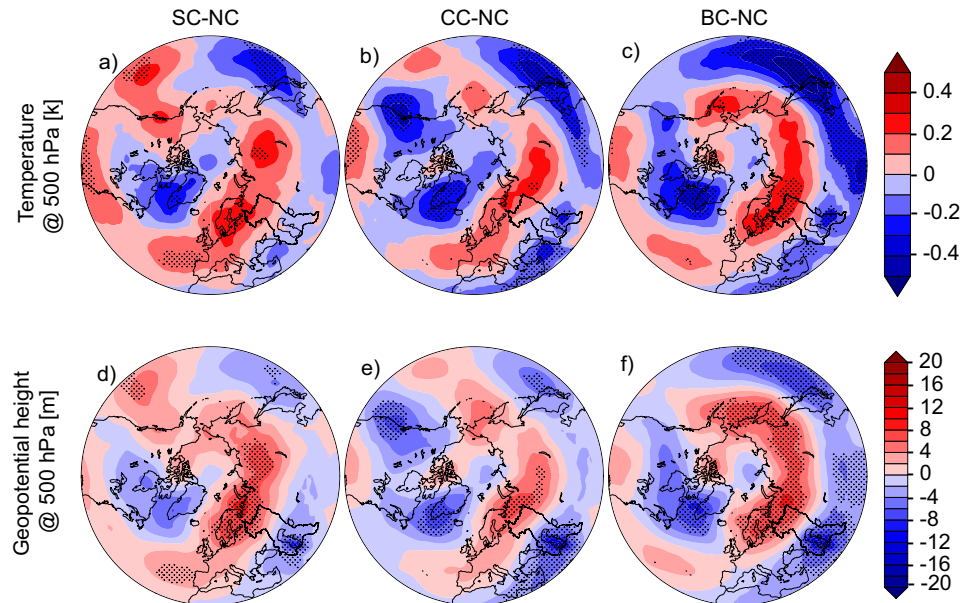 SC-NC
CC-NC
BC-NC
Temperature
@ 500 hPa [k]
a)
b)
c)
0.4
0.2
0
-0.2
-0.4
Geopotential height
@ 500 hPa [m]
d)
e)
f)
20
16
12
8
4
0
-4
-8
-12
-16
-20